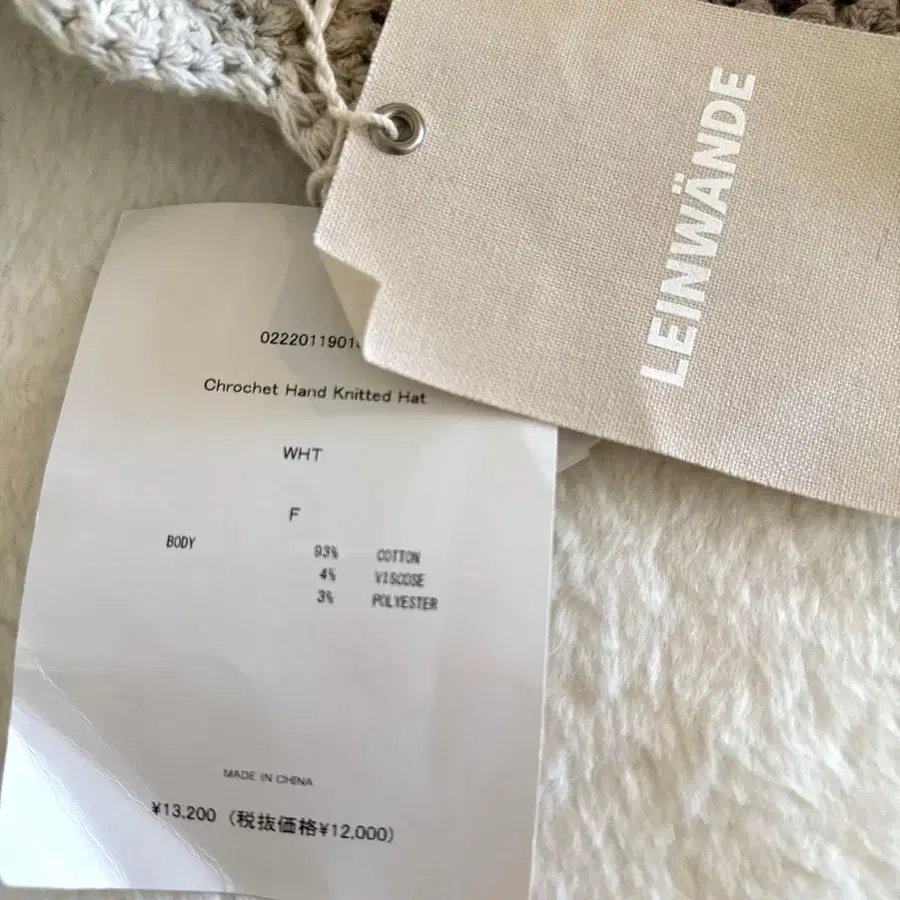 LEINWÄNDE
Chrochet Hand Knitted Hat
WHT
F
BODY 93% COTTON
4% VISCOSE
3% POLYESTER
MADE IN CHINA
¥13,200（税抜価格¥12,000）